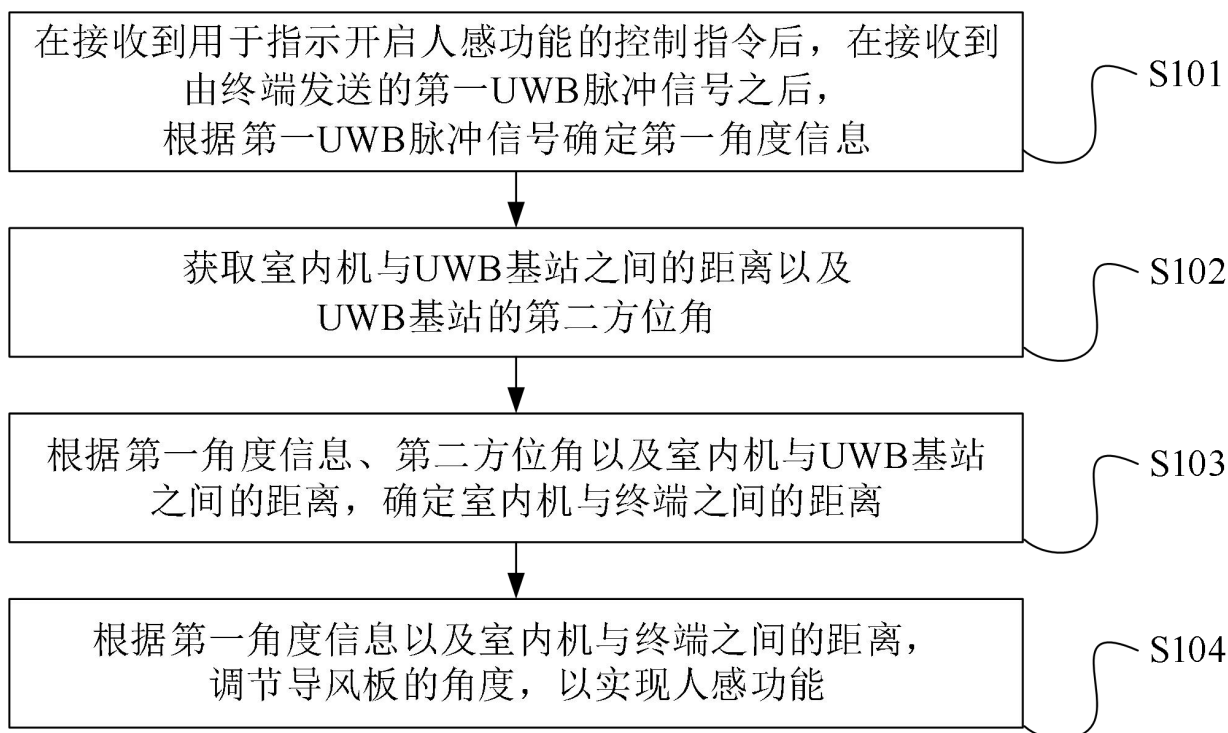 在接收到用于指示开启人感功能的控制指令后，在接收到
由终端发送的第一UWB脉冲信号之后，
根据第一UWB脉冲信号确定第一角度信息
S101
获取室内机与UWB基站之间的距离以及
UWB基站的第二方位角
S102
根据第一角度信息、第二方位角以及室内机与UWB基站
之间的距离，确定室内机与终端之间的距离
S103
根据第一角度信息以及室内机与终端之间的距离，
调节导风板的角度，以实现人感功能
S104